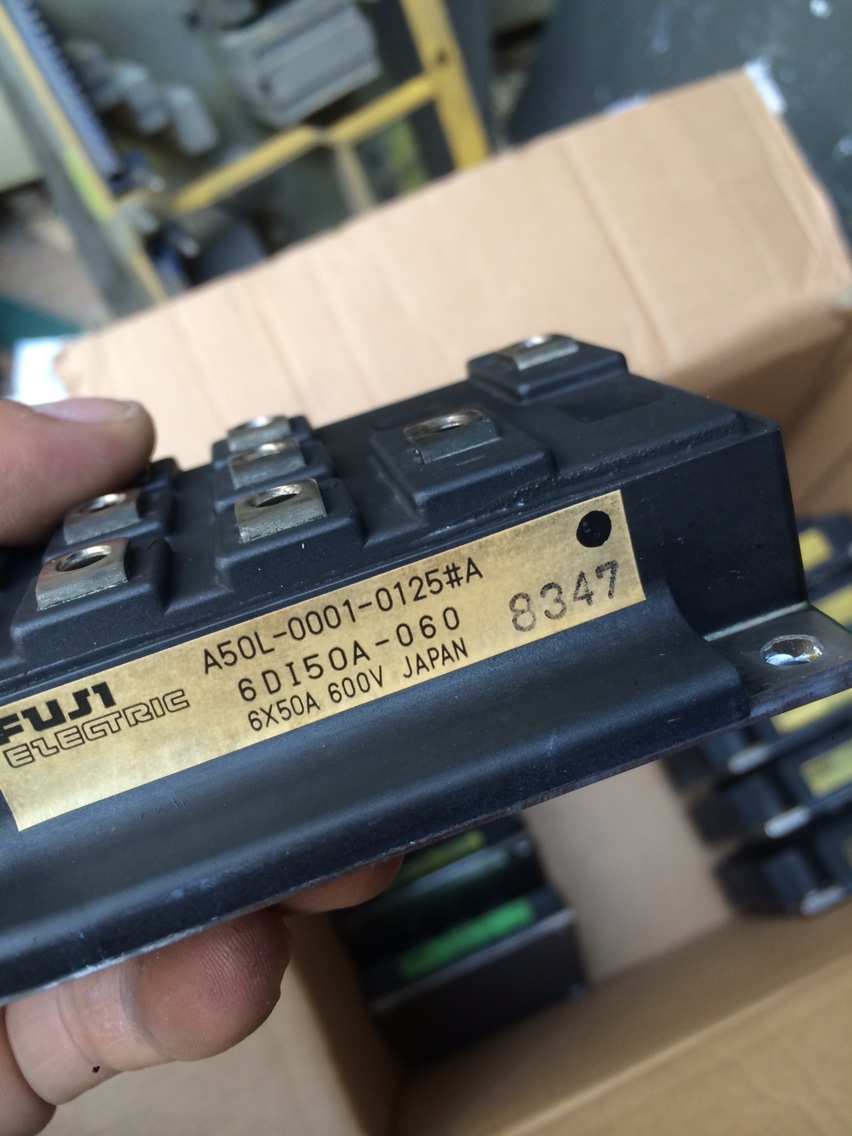 FUJI
ELECTRIC
A50L-0001-0125#A
6DI50A-060
6X50A 600V JAPAN
8347